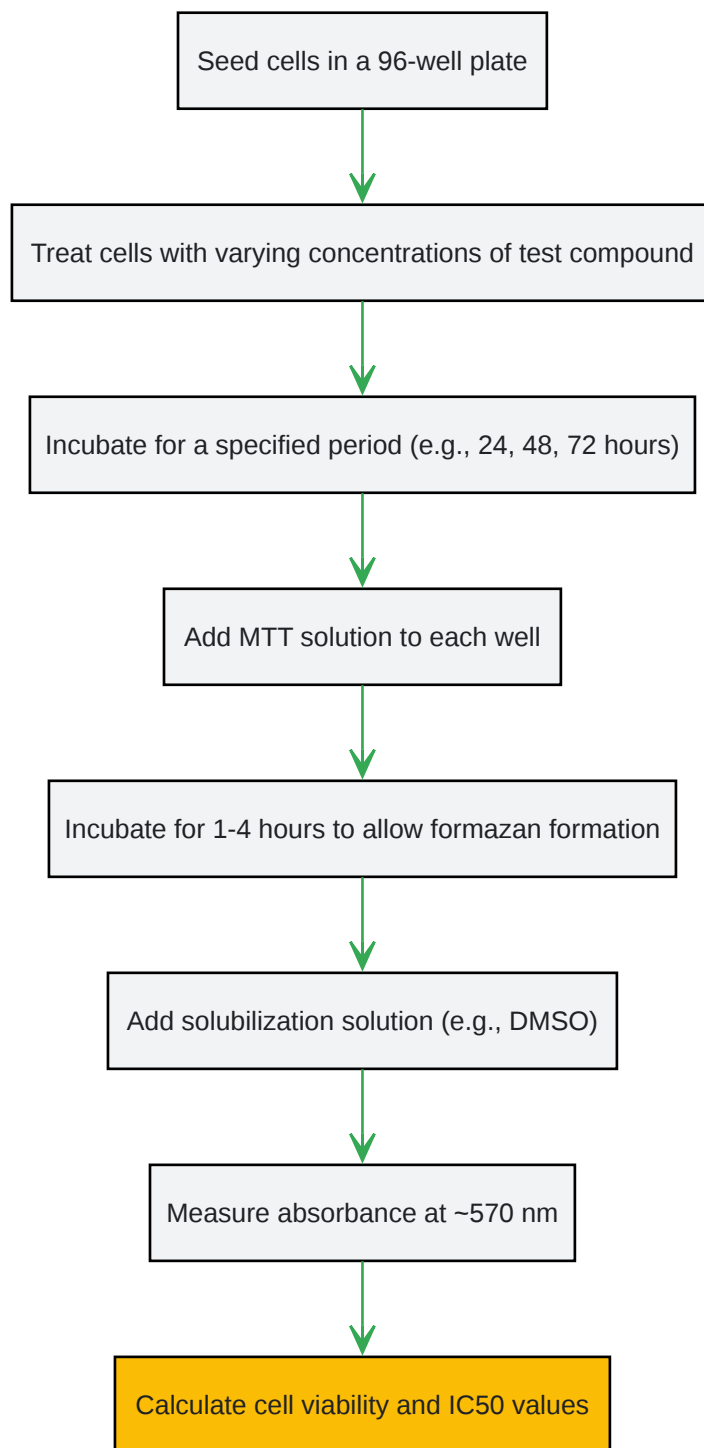 Seed cells in a 96-well plate
Treat cells with varying concentrations of test compound
Incubate for a specified period (e.g., 24, 48, 72 hours)
Add MTT solution to each well
Incubate for 1-4 hours to allow formazan formation
Add solubilization solution (e.g., DMSO)
Measure absorbance at ~570 nm
Calculate cell viability and IC50 values